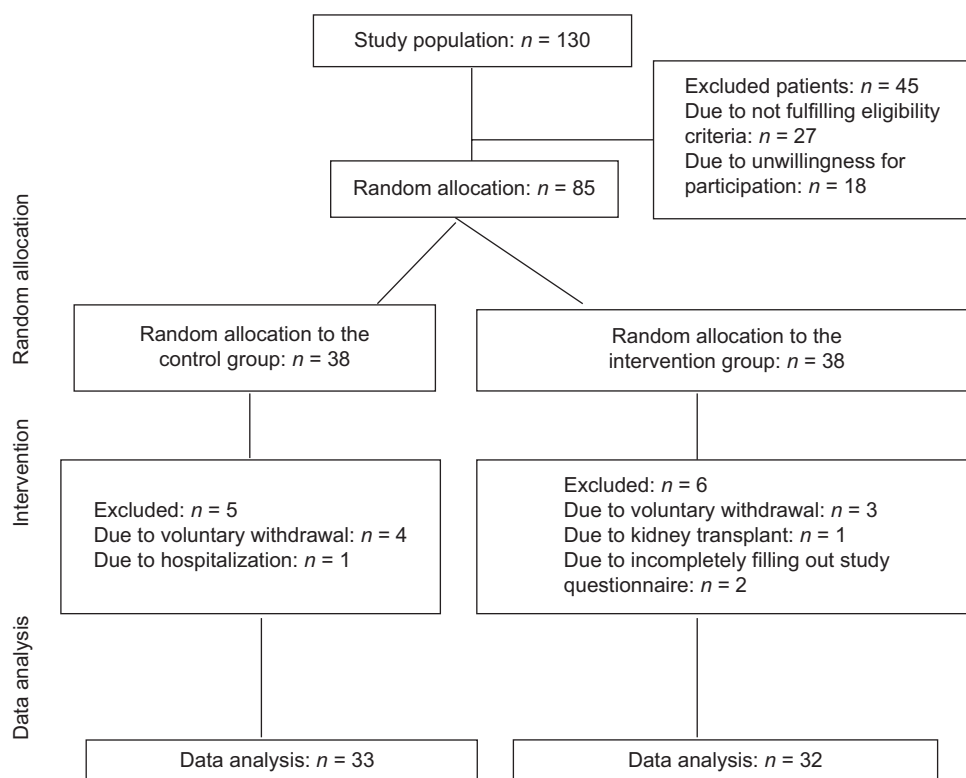 Study population: n = 130
Excluded patients: n = 45
Due to not fulfilling eligibility
criteria: n = 27
Due to unwillingness for
participation: n = 18
Random allocation: n = 85
Random allocation
Random allocation to the
control group: n = 38
Random allocation to the
intervention group: n = 38
Intervention
Excluded: n = 5
Due to voluntary withdrawal: n = 4
Due to hospitalization: n = 1
Excluded: n = 6
Due to voluntary withdrawal: n = 3
Due to kidney transplant: n = 1
Due to incompletely filling out study
questionnaire: n = 2
Data analysis
Data analysis: n = 33
Data analysis: n = 32